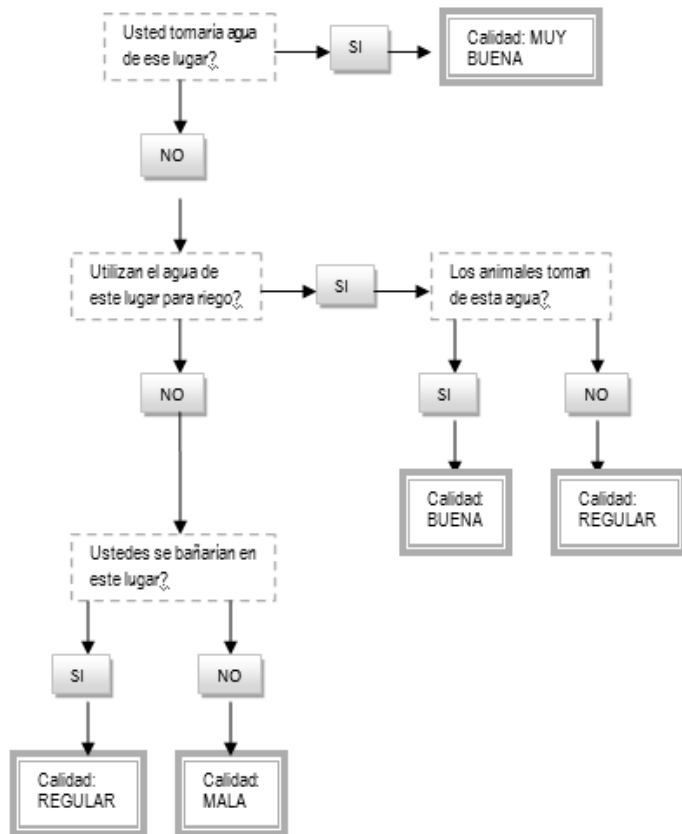 Usted tomaria agua
de ese lugar?
SI
Calidad: MUY
BUENA
NO
Utilizan el agua de
este lugar para riego?
SI
Los animales toman
de esta agua?
NO
SI
NO
Calidad:
BUENA
Calidad:
REGULAR
Ustedes se bañarian en
este lugar?
SI
NO
Calidad:
REGULAR
Calidad:
MALA